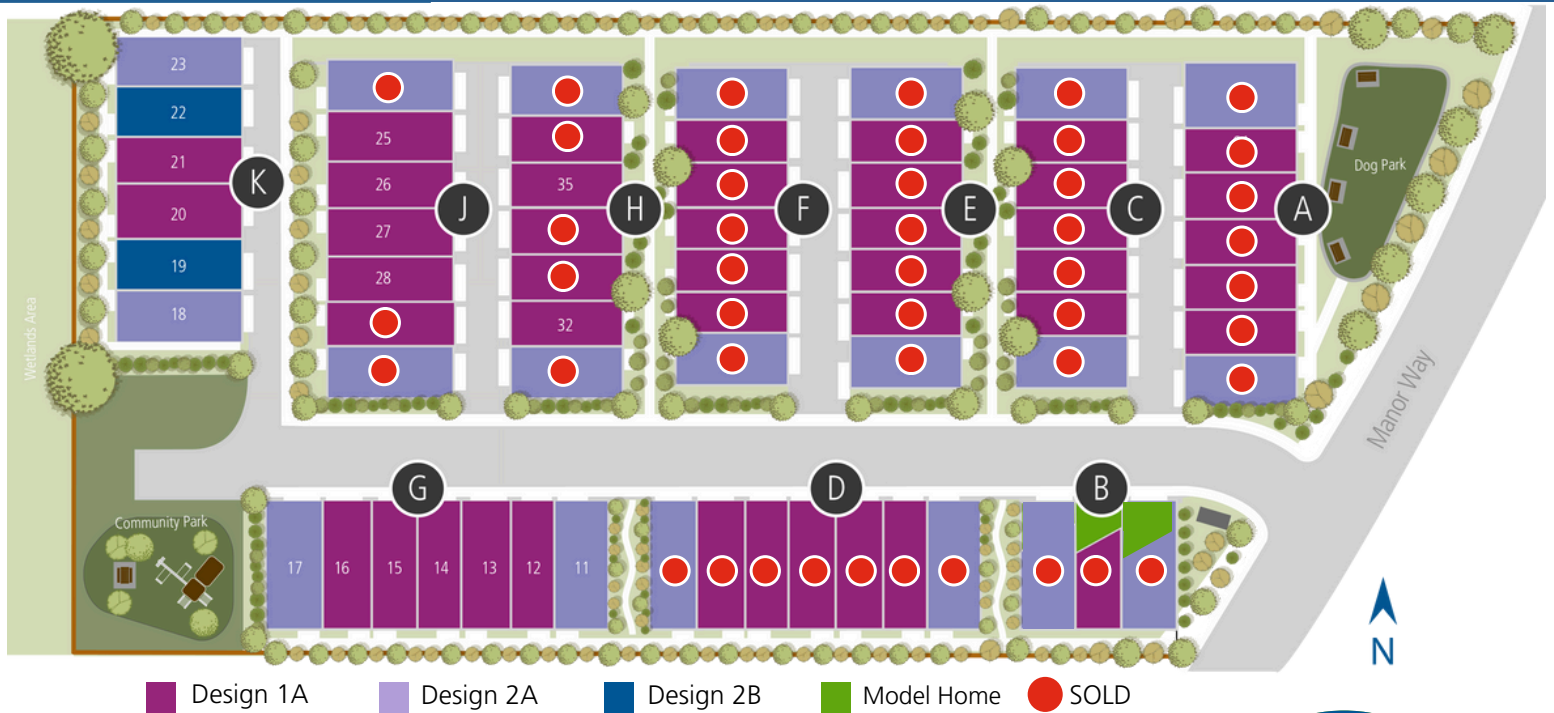 23
22
21
20
19
18
K
25
26
27
28
J
35
32
H
F
E
C
A
Dog Park
Wetlands Area
Manor Way
G
D
B
Community Park
17
16
15
14
13
12
11
N
Design 1A
Design 2A
Design 2B
Model Home
SOLD